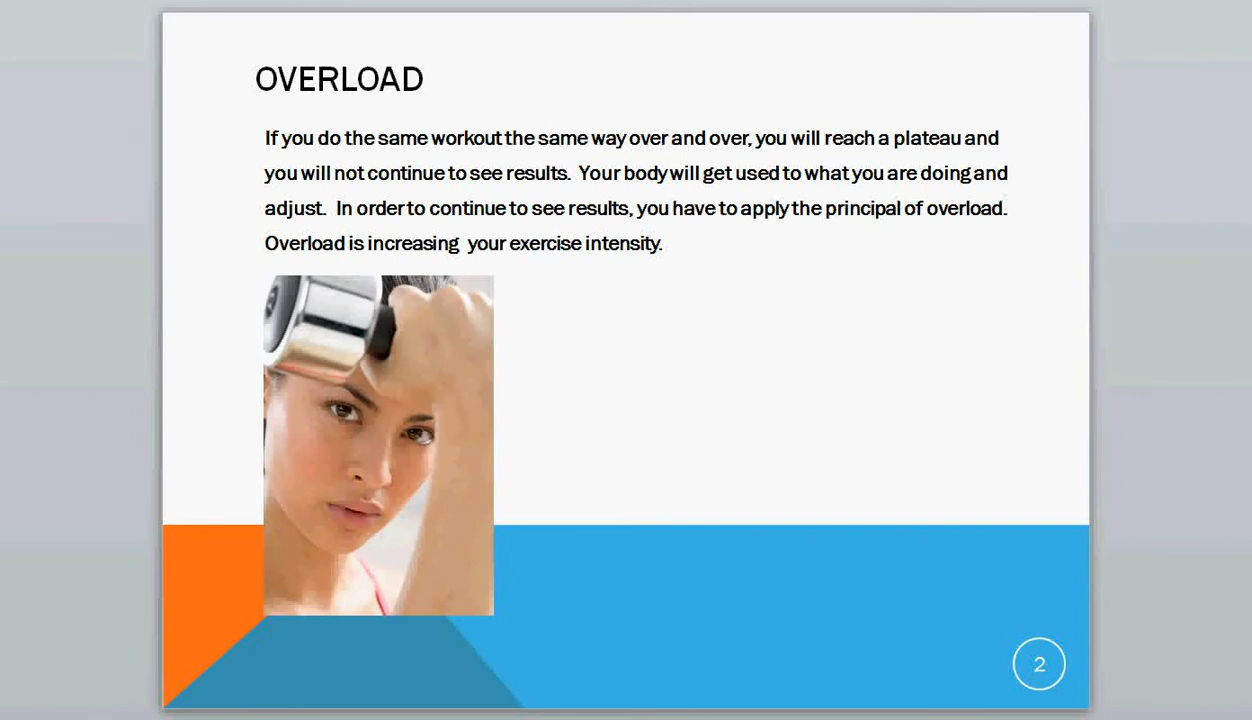 OVERLOAD
If you do the same workout the same way over and over, you will reach a plateau and
you will not continue to see results. Your body will get used to what you are doing and
adjust. In order to continue to see results, you have to apply the principal of overload.
Overload is increasing your exercise intensity.
2